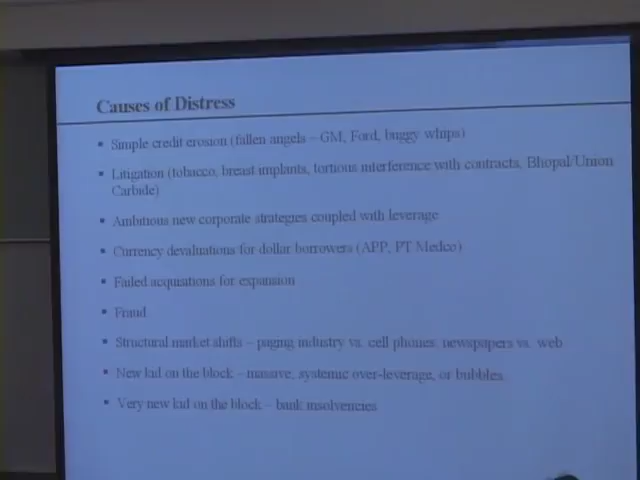 Causes of Distress
▪ Simple credit erosion (fallen angels – GM, Ford, buggy whips)
▪ Litigation (tobacco, breast implants, tortious interference with contracts, Bhopal/Union
Carbide)
▪ Ambitious new corporate strategies coupled with leverage
▪ Currency devaluations for dollar borrowers (APP, PT Medco)
▪ Failed acquisitions for expansion
▪ Fraud
▪ Structural market shifts – paging industry vs. cell phones, newspapers vs. web
▪ New kid on the block – massive, systemic over-leverage, or bubbles
▪ Very new kid on the block – bank insolvencies